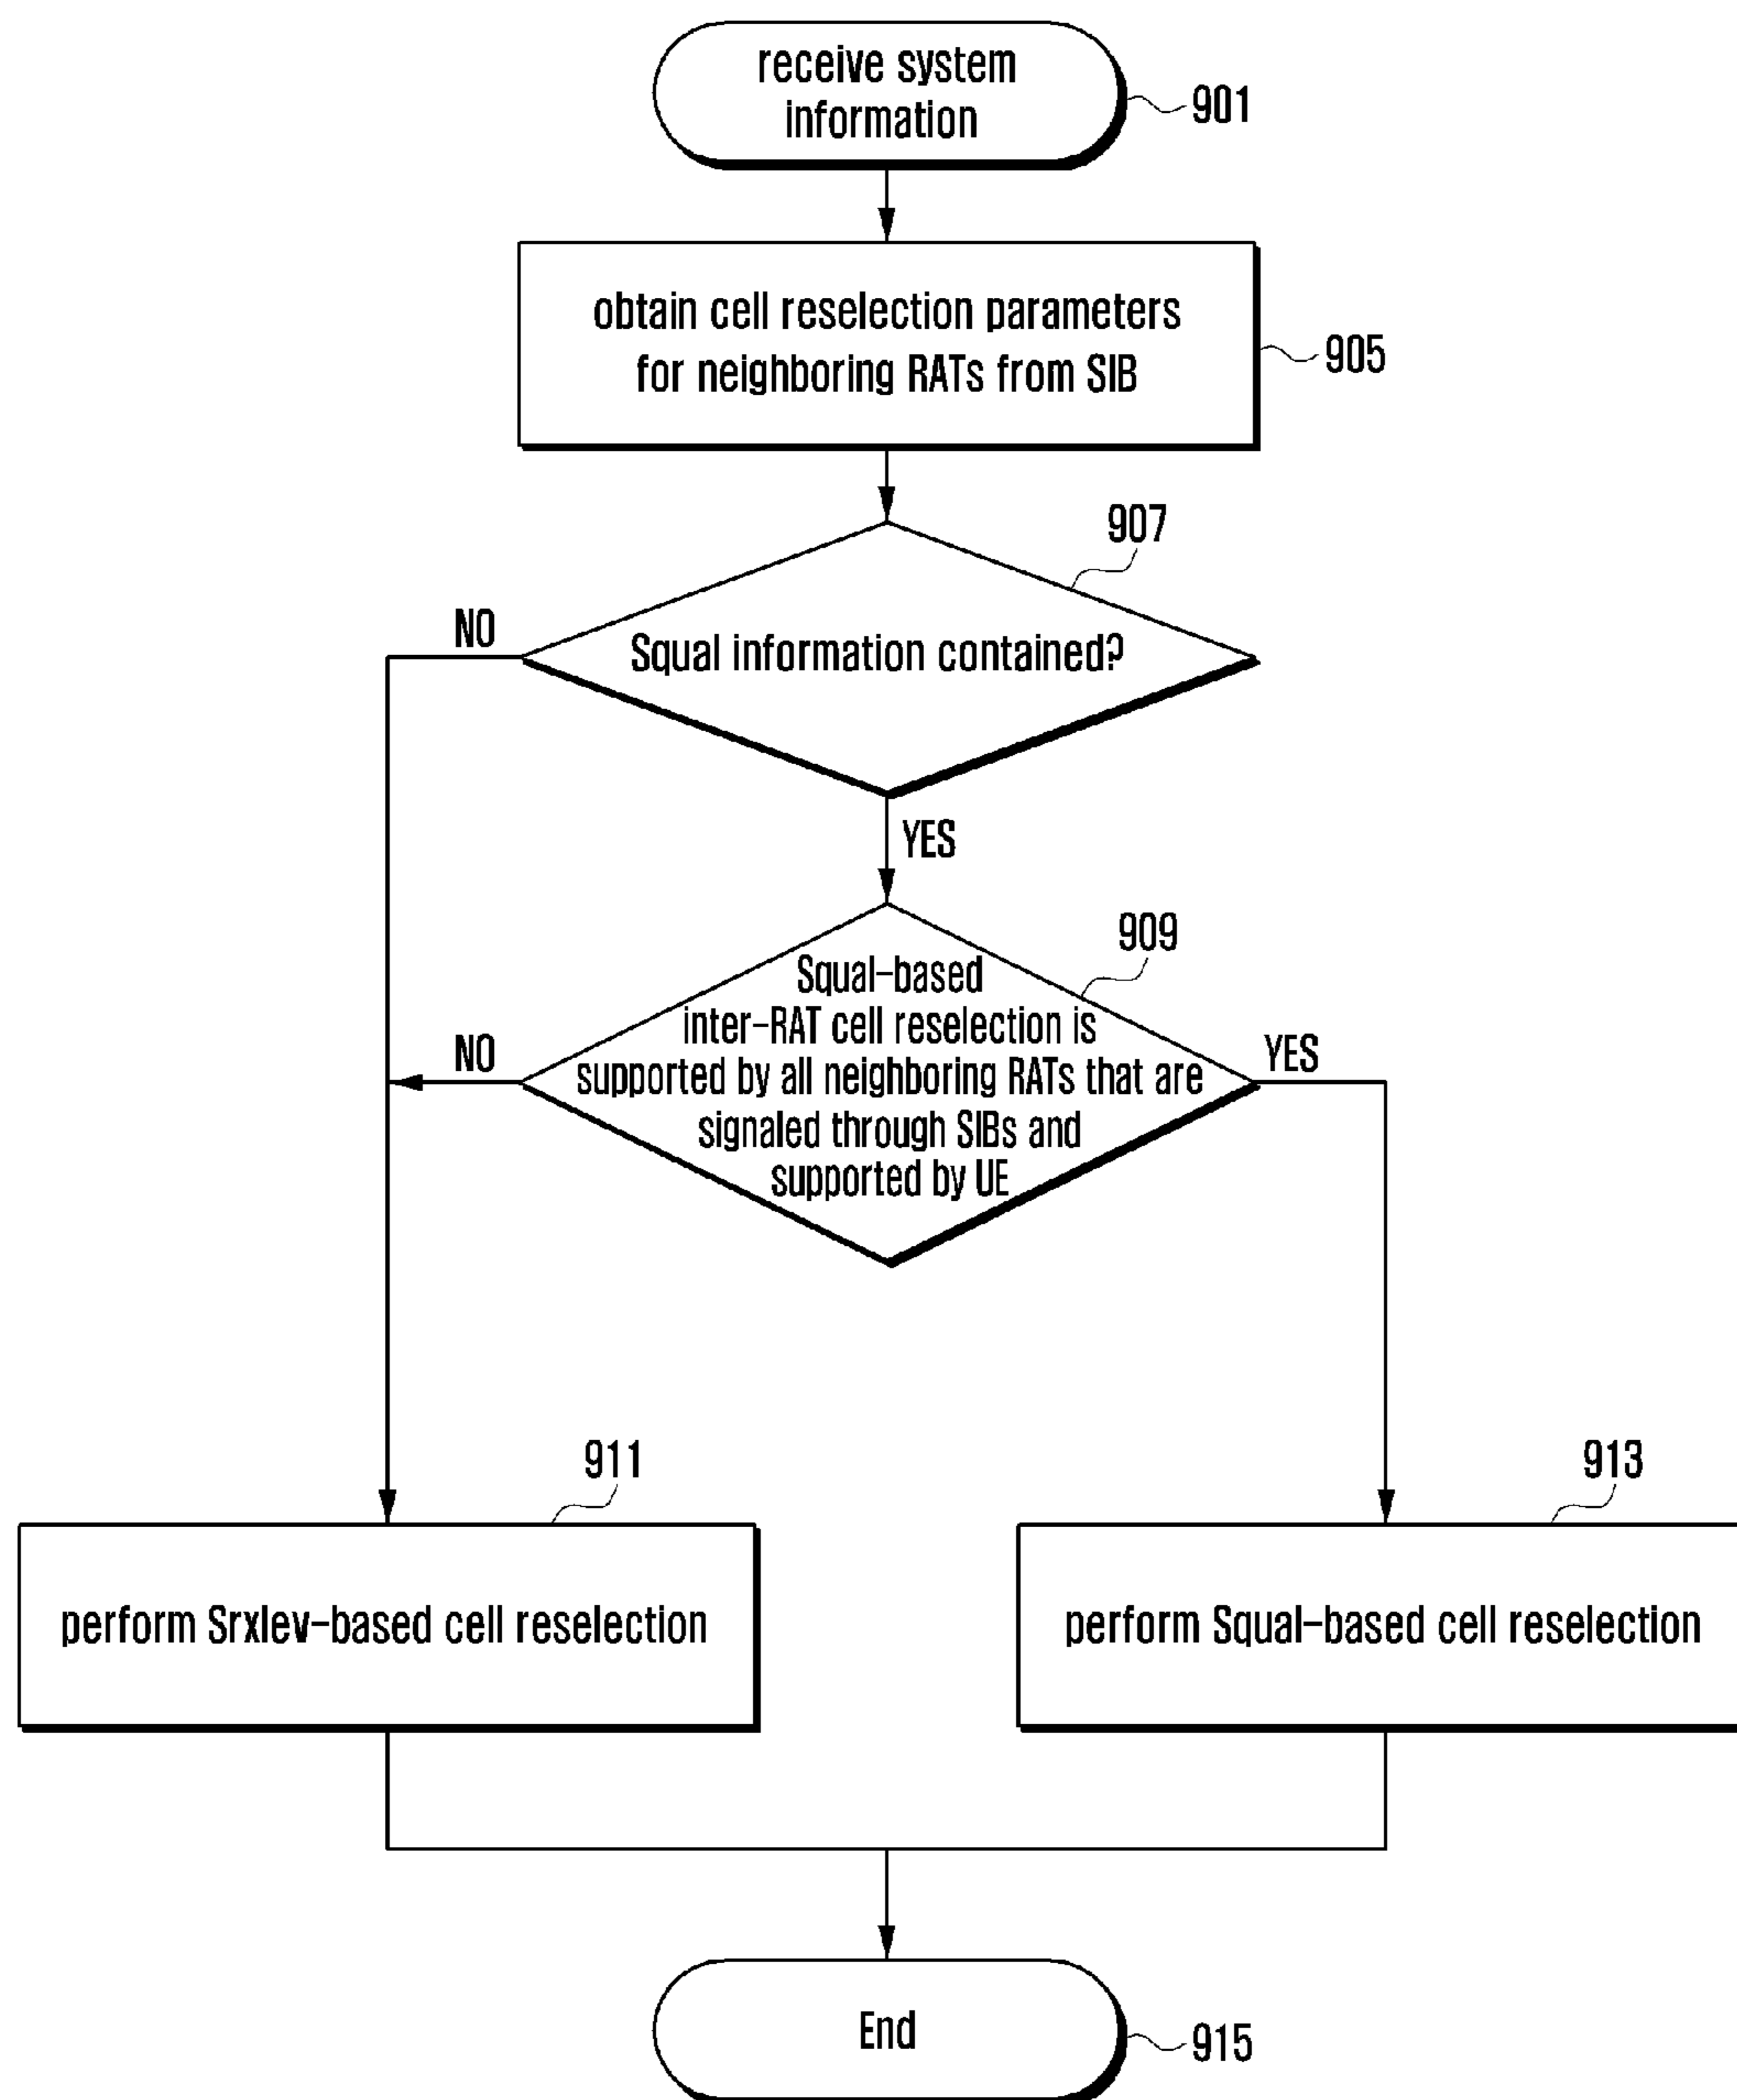 receive system
information
901
obtain cell reselection parameters
for neighboring RATs from SIB
905
907
NO
Squal information contained?
YES
909
Squal-based
inter-RAT cell reselection is
NO
YES
supported by all neighboring RATs that are
signaled through SIBs and
supported by UE
911
913
perform Srxlev-based cell reselection
perform Squal-based cell reselection
End
915